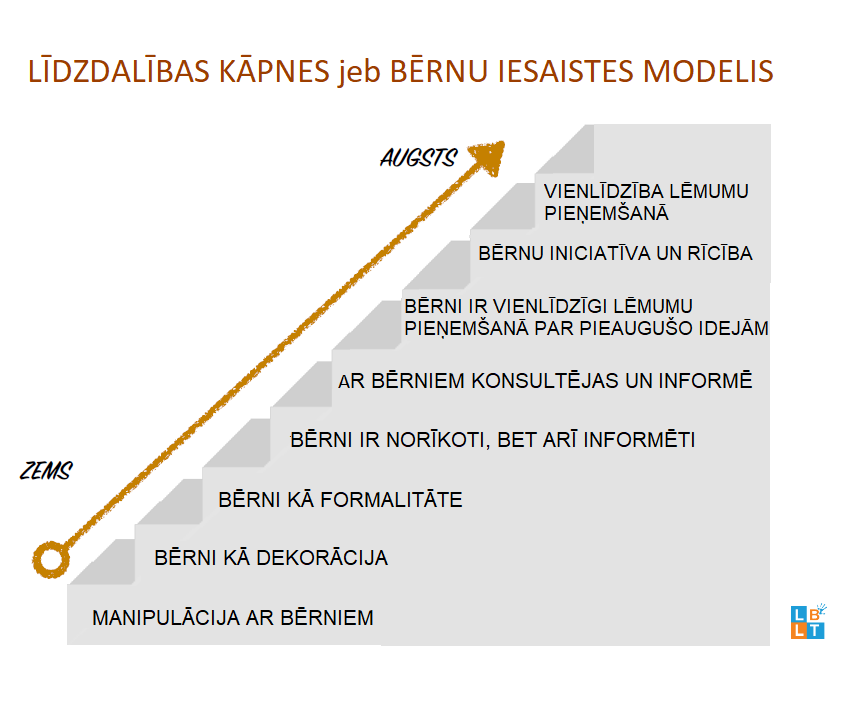 LĪDZDALĪBAS KĀPNES jeb BĒRNU IESAISTES MODELIS
AUGSTS
VIENLĪDZĪBA LĒMUMU
PIEŅEMŠANĀ
BĒRNU INICIATĪVA UN RĪCĪBA
BĒRNI IR VIENLĪDZĪGI LĒMUMU
PIEŅEMŠANĀ PAR PIEAUGUŠO IDEJĀM
AR BĒRNIEM KONSULTĒJAS UN INFORMĒ
BĒRNI IR NORĪKOTI, BET ARĪ INFORMĒTI
ZEMS
BĒRNI KĀ FORMALITĀTE
BĒRNI KĀ DEKORĀCIJA
MANIPULĀCIJA AR BĒRNIEM
L B
L T